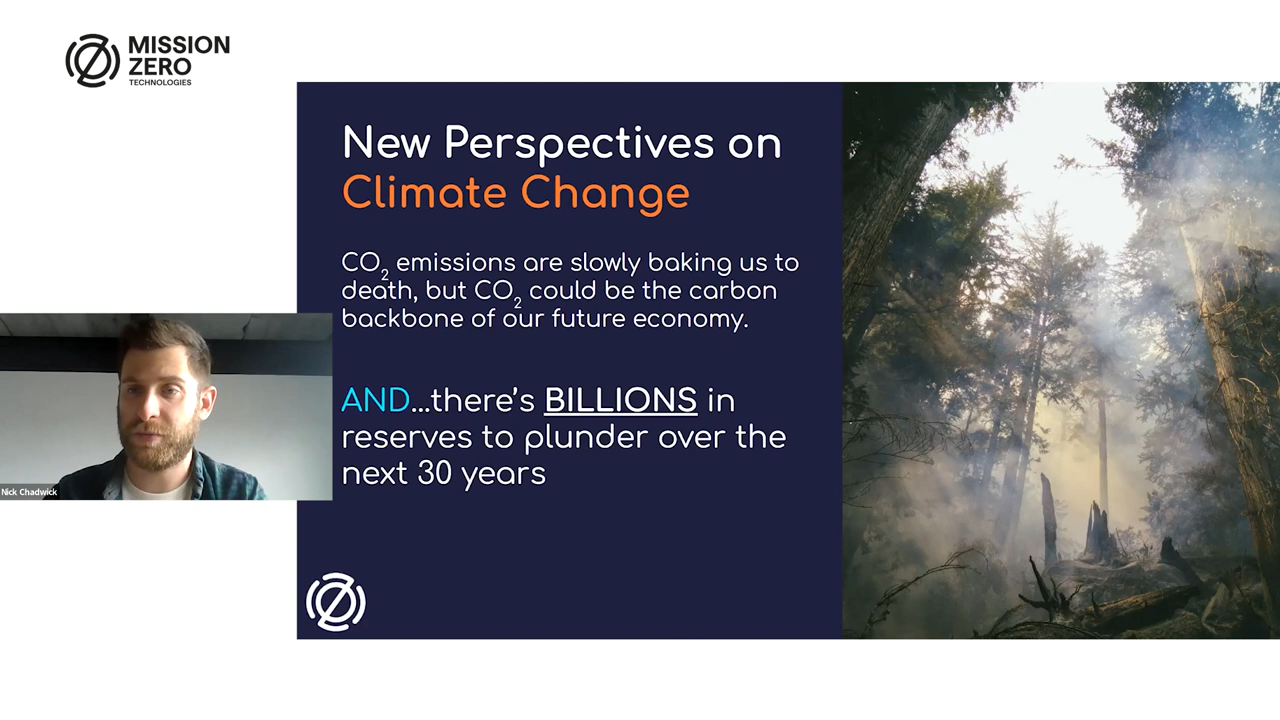 MISSION
ZERO
TECHNOLOGIES
New Perspectives on
Climate Change
CO₂ emissions are slowly baking us to
death, but CO₂ could be the carbon
backbone of our future economy.
AND...there's BILLIONS in
reserves to plunder over the
next 30 years
Nick Chadwick